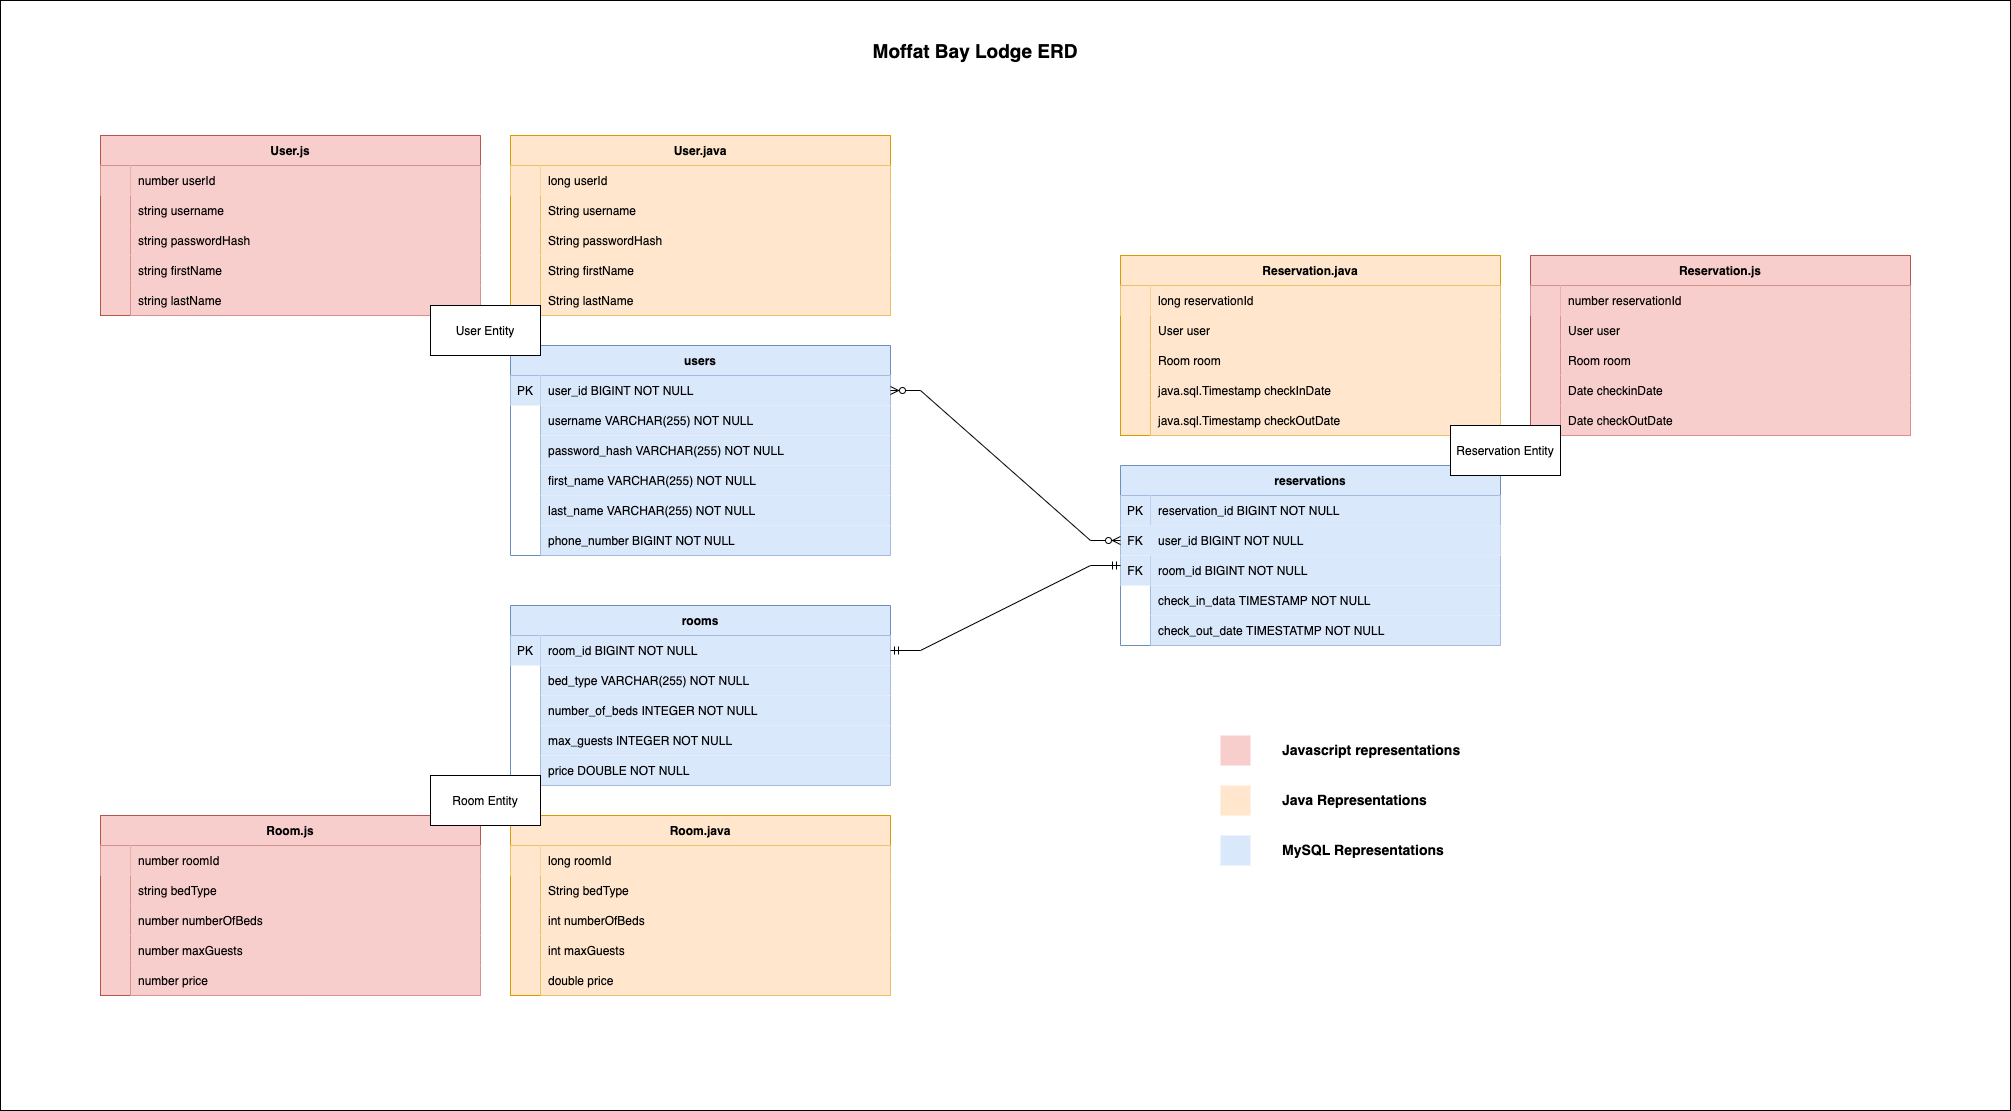 Moffat Bay Lodge ERD
User.js
number userId
string username
string passwordHash
string firstName
string lastName
User.java
long userId
String username
String passwordHash
String firstName
String lastName
User Entity
users
PK user_id BIGINT NOT NULL
username VARCHAR(255) NOT NULL
password_hash VARCHAR(255) NOT NULL
first_name VARCHAR(255) NOT NULL
last_name VARCHAR(255) NOT NULL
phone_number BIGINT NOT NULL
Reservation.java
long reservationId
User user
Room room
java.sql.Timestamp checkInDate
java.sql.Timestamp checkOutDate
Reservation.js
number reservationId
User user
Room room
Date checkinDate
Date checkOutDate
Reservation Entity
reservations
PK reservation_id BIGINT NOT NULL
FK user_id BIGINT NOT NULL
FK room_id BIGINT NOT NULL
check_in_data TIMESTAMP NOT NULL
check_out_date TIMESTATMP NOT NULL
rooms
PK room_id BIGINT NOT NULL
bed_type VARCHAR(255) NOT NULL
number_of_beds INTEGER NOT NULL
max_guests INTEGER NOT NULL
price DOUBLE NOT NULL
Room Entity
Room.js
number roomId
string bedType
number numberOfBeds
number maxGuests
number price
Room.java
long roomId
String bedType
int numberOfBeds
int maxGuests
double price
Javascript representations
Java Representations
MySQL Representations